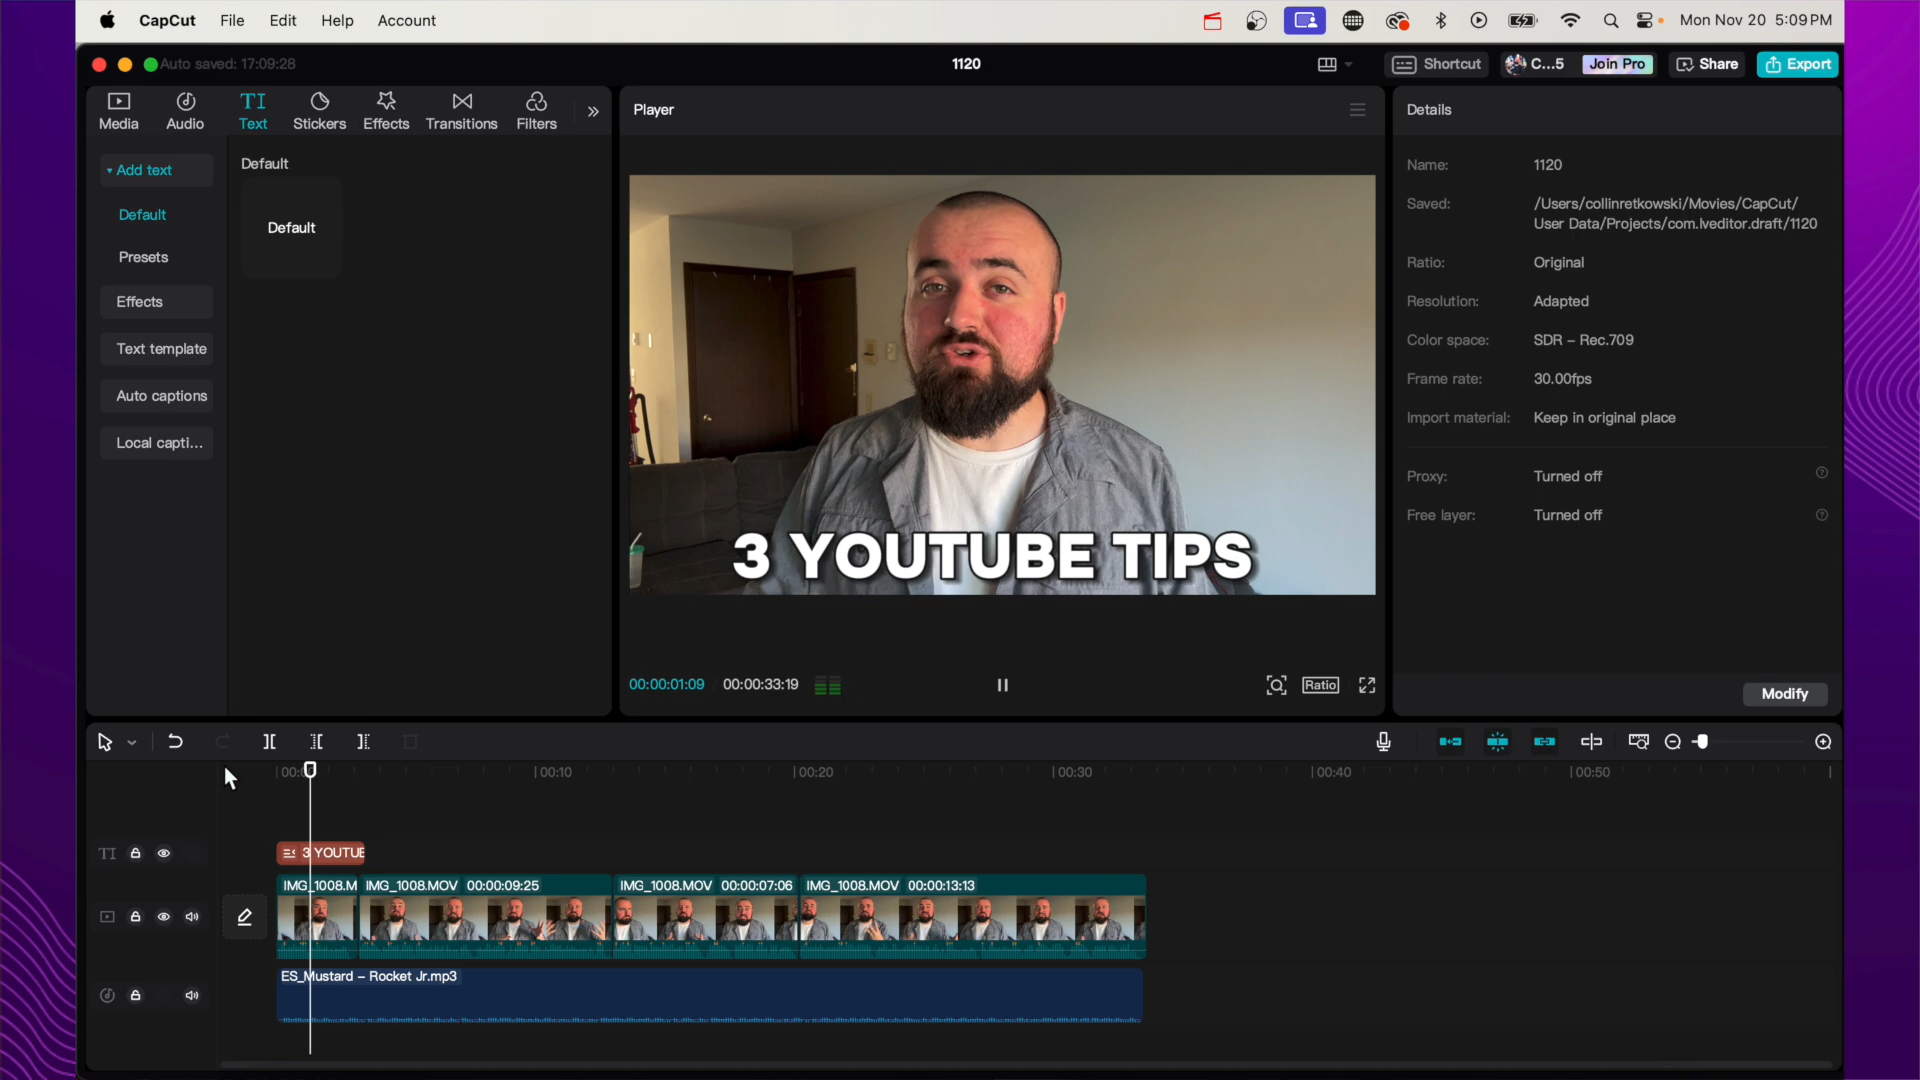 CapCut File Edit Help Account Mon Nov 20 5:09 PM
Auto saved: 17:09:28 1120 Shortcut C...5 Join Pro Share Export
Media Audio TI Text Stickers Effects Transitions Filters
Add text
Default
Presets
Effects
Text template
Auto captions
Local capti...
Default
Default
Player
3 YOUTUBE TIPS
00:00:01:09 00:00:33:19 Ratio
Details
Name: 1120
Saved: /Users/collinretkowski/Movies/CapCut/
User Data/Projects/com.lveditor.draft/1120
Ratio: Original
Resolution: Adapted
Color space: SDR – Rec.709
Frame rate: 30.00fps
Import material: Keep in original place
Proxy: Turned off
Free layer: Turned off
Modify
00:10 00:20 00:30 00:40 00:50
TI 3 YOUTUE
IMG_1008.M IMG_1008.MOV 00:00:09:25 IMG_1008.MOV 00:00:07:06 IMG_1008.MOV 00:00:13:13
ES_Mustard – Rocket Jr.mp3